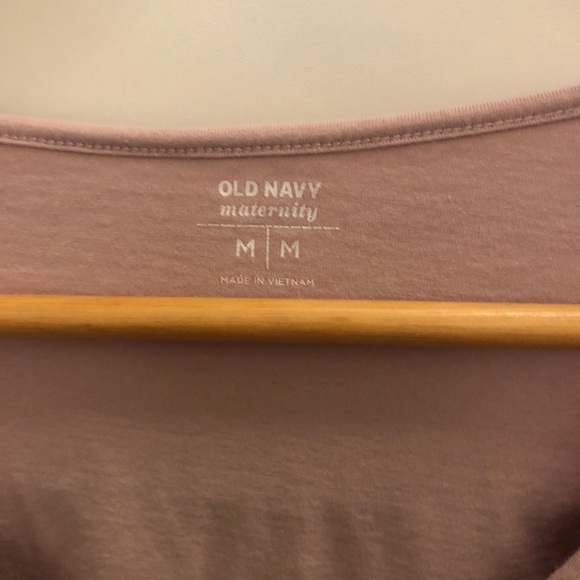 OLD NAVY
maternity
M | M
MADE IN VIETNAM